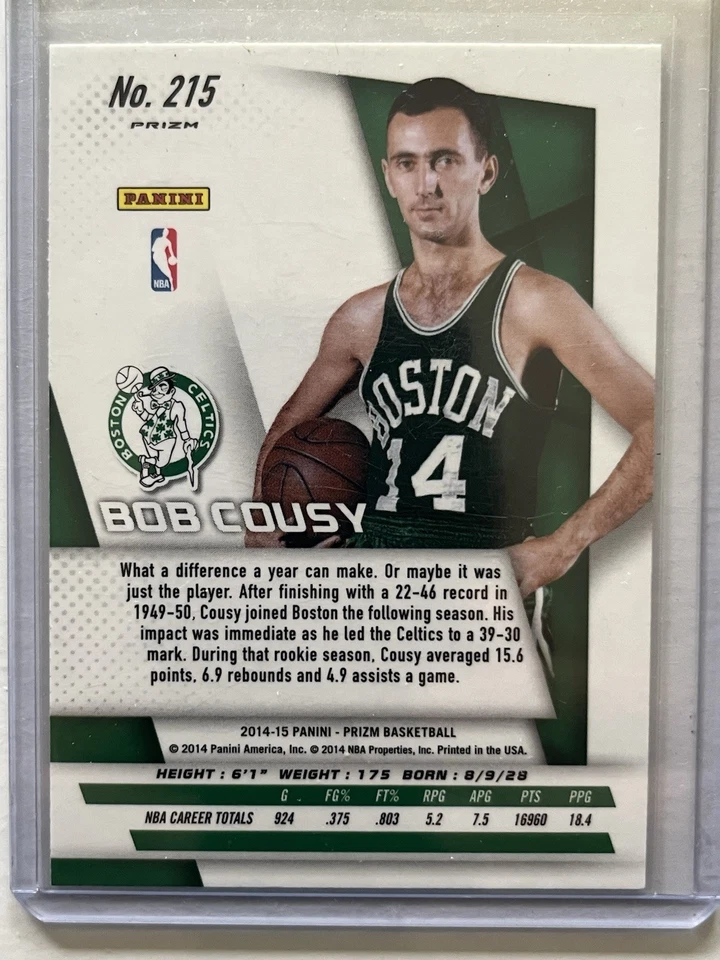 No. 215
PRIZM
PANINI
NBA
BOSTON CELTICS
BOSTON
14
BOB COUSY
What a difference a year can make. Or maybe it was
just the player. After finishing with a 22-46 record in
1949-50, Cousy joined Boston the following season. His
impact was immediate as he led the Celtics to a 39-30
mark. During that rookie season, Cousy averaged 15.6
points, 6.9 rebounds and 4.9 assists a game.
2014-15 PANINI - PRIZM BASKETBALL
© 2014 Panini America, Inc. © 2014 NBA Properties, Inc. Printed in the USA.
HEIGHT : 6'1" WEIGHT : 175 BORN : 8/9/28
G FG% FT% RPG APG PTS PPG
NBA CAREER TOTALS 924 .375 .803 5.2 7.5 16960 18.4